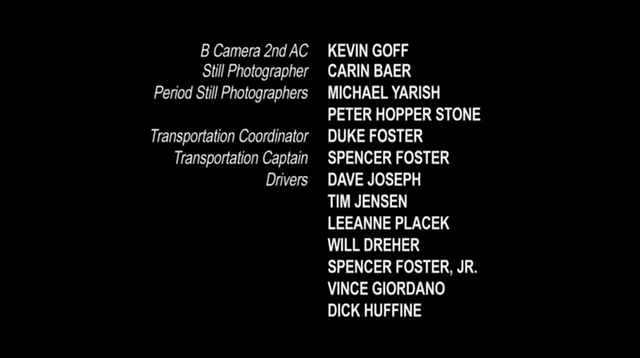 B Camera 2nd AC KEVIN GOFF
Still Photographer CARIN BAER
Period Still Photographers MICHAEL YARISH
PETER HOPPER STONE
Transportation Coordinator DUKE FOSTER
Transportation Captain SPENCER FOSTER
Drivers DAVE JOSEPH
TIM JENSEN
LEEANNE PLACEK
WILL DREHER
SPENCER FOSTER, JR.
VINCE GIORDANO
DICK HUFFINE